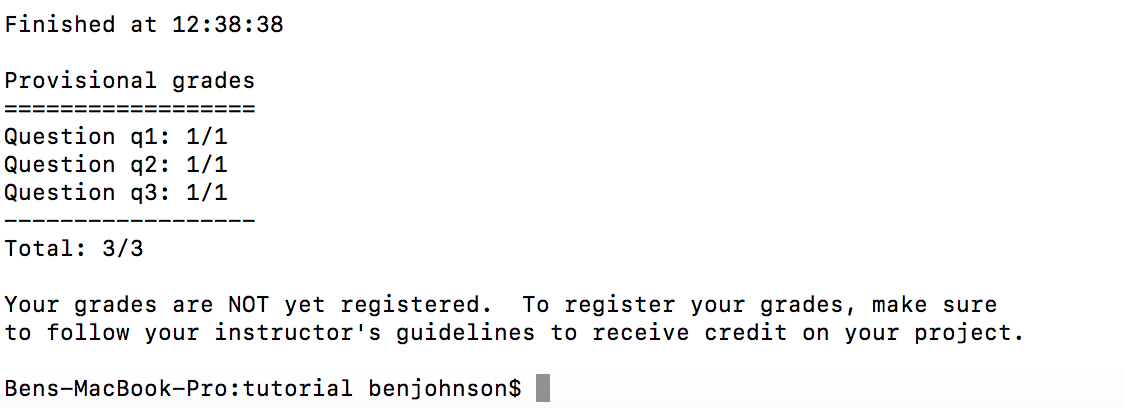 Finished at 12:38:38
Provisional grades
==================
Question q1: 1/1
Question q2: 1/1
Question q3: 1/1
------------------
Total: 3/3
Your grades are NOT yet registered.  To register your grades, make sure
to follow your instructor's guidelines to receive credit on your project.
Bens-MacBook-Pro:tutorial benjohnson$